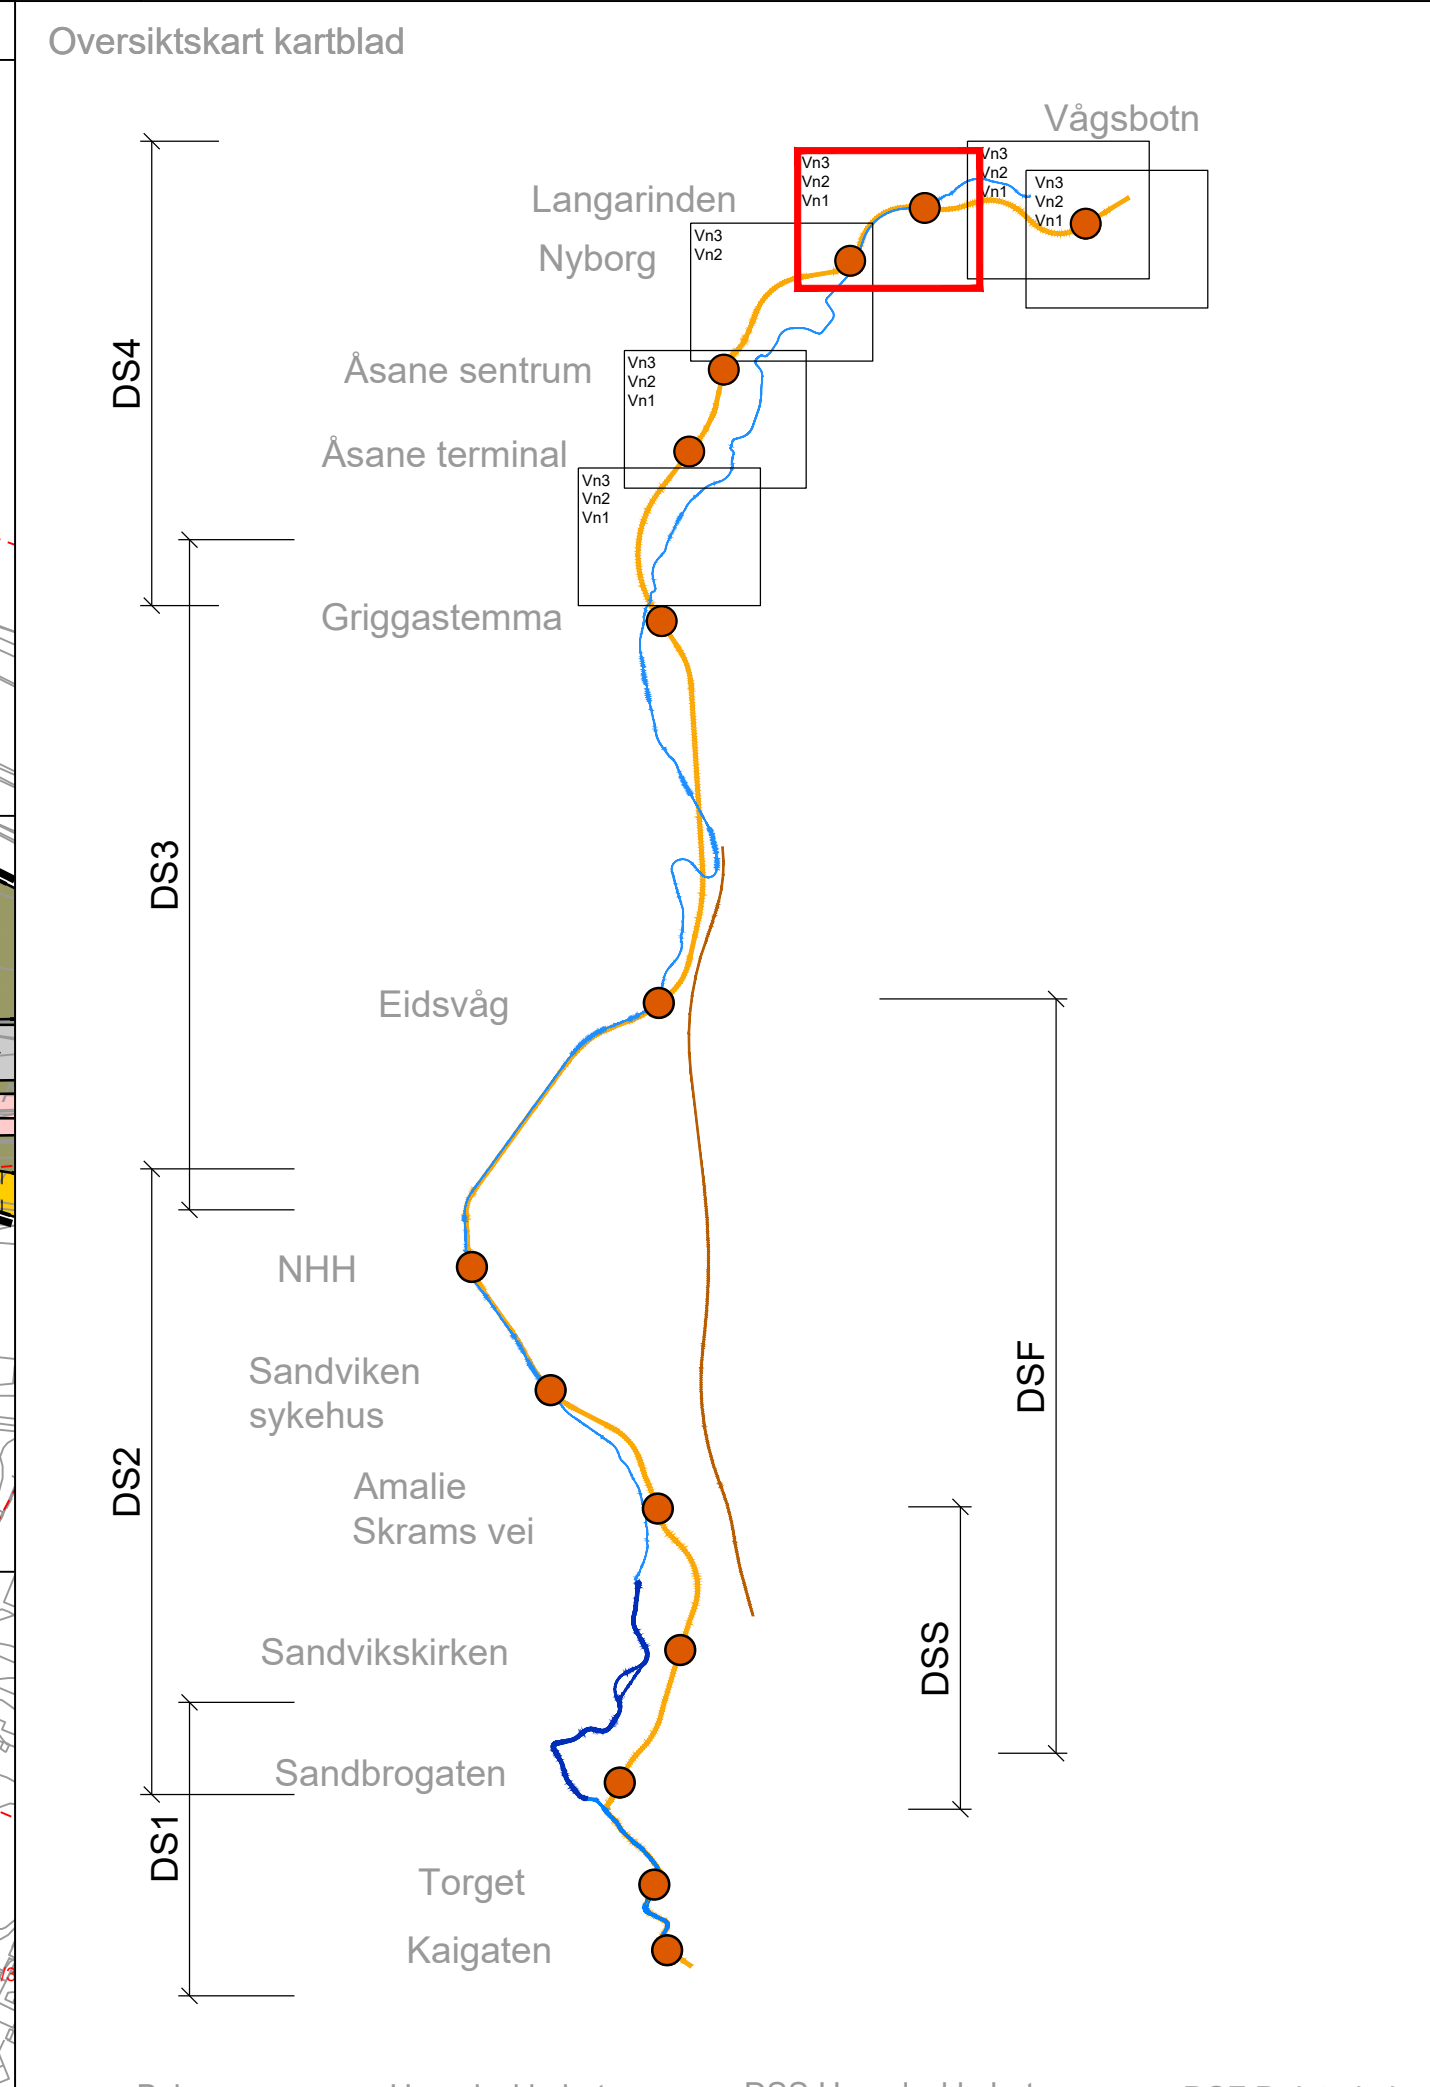 Oversiktskart kartblad
Vågsbotn
Vn3
Vn2
Vn1
Vn3
Vn2
Vn1
Vn3
Vn2
Vn1
Langarinden
Vn3
Vn2
Nyborg
Vn3
Vn2
Vn1
Åsane sentrum
DS4
Åsane terminal
Vn3
Vn2
Vn1
Griggastemma
DS3
Eidsvåg
NHH
Sandviken
sykehus
DSF
DS2
Amalie
Skrams vei
Sandvikskirken
DSS
Sandbrogaten
DS1
Torget
Kaigaten